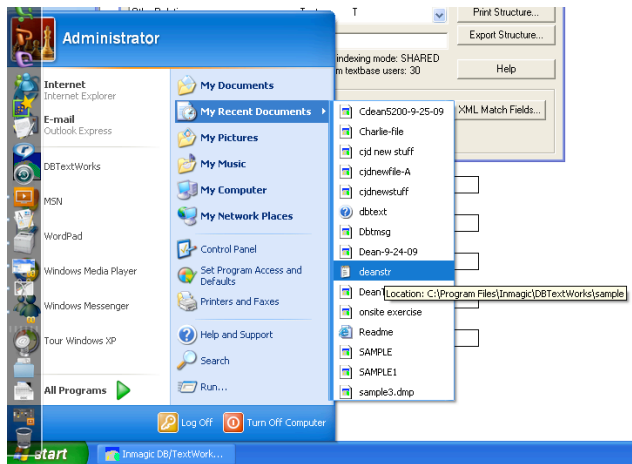 T
Print Structure...
Administrator
Export Structure...
indexing mode: SHARED
m textbase users: 30
Help
Internet
Internet Explorer
My Documents
My Recent Documents
Cdean5200-9-25-09
XML Match Fields...
E-mail
Outlook Express
Charlie-file
My Pictures
cjd new stuff
DBTextWorks
My Music
cjdnewfile-A
My Computer
cjdnewstuff
MSN
My Network Places
dbtext
WordPad
Dbtmsg
Control Panel
Dean-9-24-09
Windows Media Player
Set Program Access and
Defaults
deanstr
DeanT
Location: C:\Program Files\Inmagic\DBTextWorks\sample
Windows Messenger
Printers and Faxes
onsite exercise
Tour Windows XP
Help and Support
Readme
Search
SAMPLE
SAMPLE1
All Programs
Run...
sample3.dmp
Log Off
Turn Off Computer
start
Inmagic DB/TextWork...